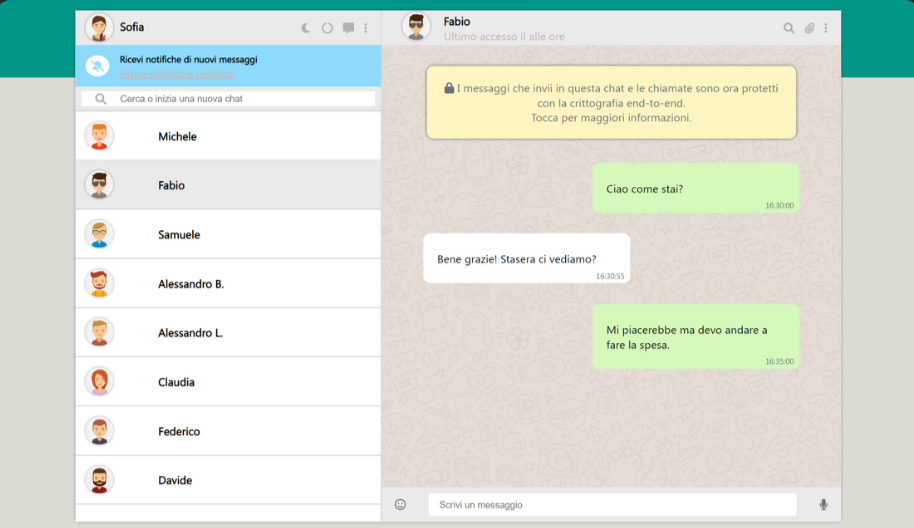 Sofia
Ricevi notifiche di nuovi messaggi
Attiva notifiche desktop
Cerca o inizia una nuova chat
Michele
Fabio
Samuele
Alessandro B.
Alessandro L.
Claudia
Federico
Davide
Fabio
Ultimo accesso il alle ore
I messaggi che invii in questa chat e le chiamate sono ora protetti
con la crittografia end-to-end.
Tocca per maggiori informazioni.
Ciao come stai?
16:30:00
Bene grazie! Stasera ci vediamo?
16:30:55
Mi piacerebbe ma devo andare a
fare la spesa.
16:35:00
Scrivi un messaggio